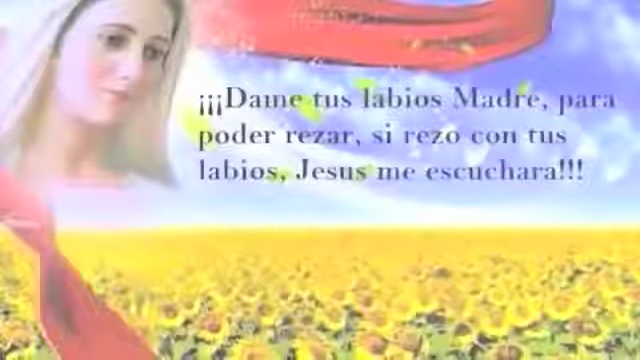 ¡¡¡Dame tus labios Madre, para
poder rezar, si rezo con tus
labios, Jesus me escuchara!!!